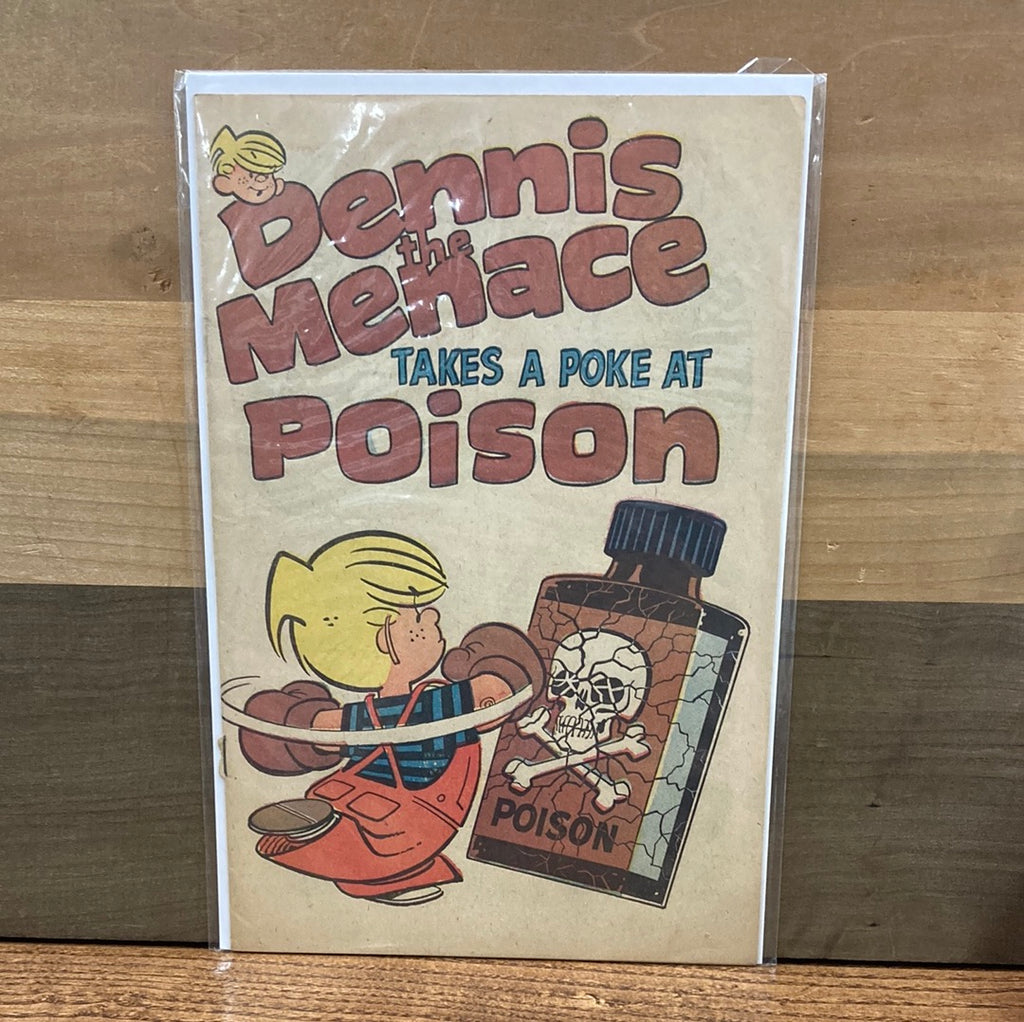 Dennis
the
Menace
TAKES A POKE AT
Poison
POISON